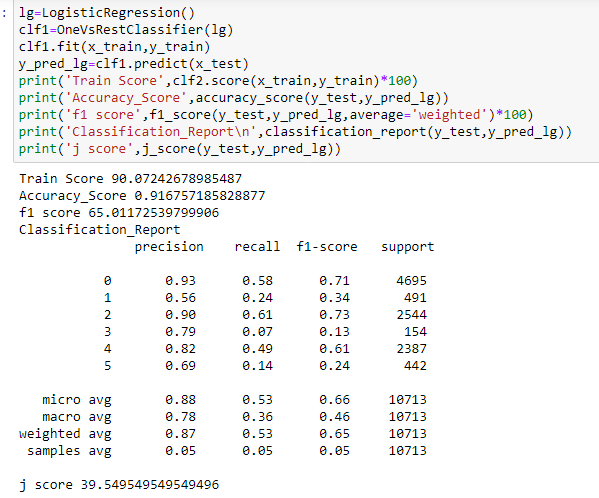 :
lg=LogisticRegression()
clf1=OneVsRestClassifier(lg)
clf1.fit(x_train,y_train)
y_pred_lg=clf1.predict(x_test)
print('Train Score',clf2.score(x_train,y_train)*100)
print('Accuracy_Score',accuracy_score(y_test,y_pred_lg))
print('f1 score',f1_score(y_test,y_pred_lg,average='weighted')*100)
print('Classification_Report\n',classification_report(y_test,y_pred_lg))
print('j score',j_score(y_test,y_pred_lg))
Train Score 90.07242678985487
Accuracy_Score 0.916757185828877
f1 score 65.01172539799906
Classification_Report
precision recall f1-score support
0 0.93 0.58 0.71 4695
1 0.56 0.24 0.34 491
2 0.90 0.61 0.73 2544
3 0.79 0.07 0.13 154
4 0.82 0.49 0.61 2387
5 0.69 0.14 0.24 442
micro avg 0.88 0.53 0.66 10713
macro avg 0.78 0.36 0.46 10713
weighted avg 0.87 0.53 0.65 10713
samples avg 0.05 0.05 0.05 10713
j score 39.549549549549496